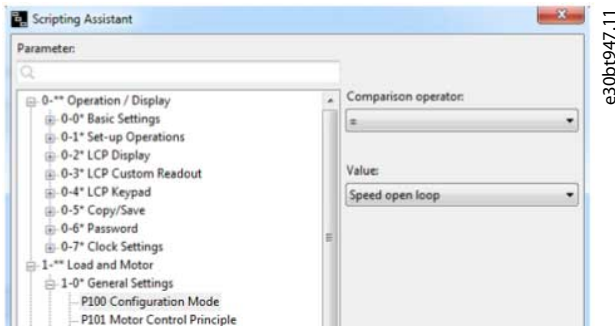 Scripting Assistant
Parameter:
0-** Operation / Display
0-0* Basic Settings
0-1* Set-up Operations
0-2* LCP Display
0-3* LCP Custom Readout
0-4* LCP Keypad
0-5* Copy/Save
0-6* Password
0-7* Clock Settings
1-** Load and Motor
1-0* General Settings
P100 Configuration Mode
P101 Motor Control Principle
Comparison operator:
=
Value:
Speed open loop
e30bt947.11